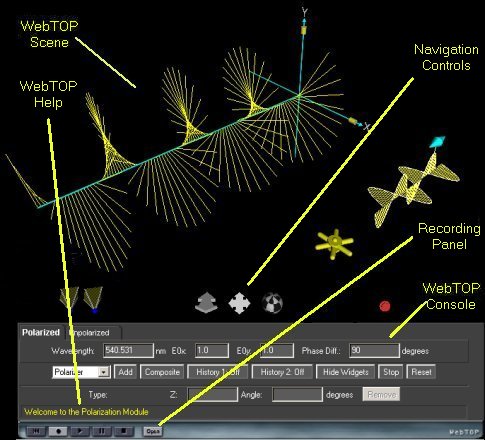 WebTOP
Scene
Y
Navigation
Controls
WebTOP
Help
X
Recording
Panel
WebTOP
Console
Polarized Unpolarized
Wavelength: 540.531 nm E0x: 1.0 E0y: 1.0 Phase Diff.: 90 degrees
Polarizer Add Composite History 1: Off History 2: Off Hide Widgets Stop Reset
Type: Z: Angle: degrees Remove
Welcome to the Polarization Module
Open WebTOP